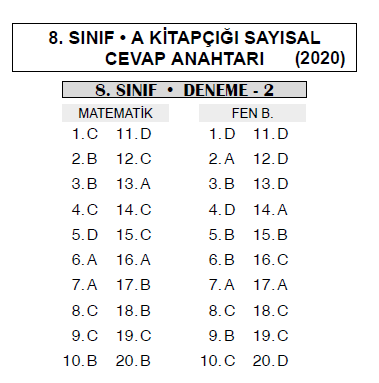 8. SINIF • A KİTAPÇIĞI SAYISAL
CEVAP ANAHTARI (2020)
8. SINIF • DENEME - 2
MATEMATİK FEN B.
1. C 11. D 1. D 11. D
2. B 12. C 2. A 12. D
3. B 13. A 3. B 13. D
4. C 14. C 4. D 14. A
5. D 15. C 5. B 15. B
6. A 16. A 6. B 16. C
7. A 17. B 7. A 17. A
8. C 18. B 8. C 18. C
9. C 19. C 9. B 19. C
10. B 20. B 10. C 20. D